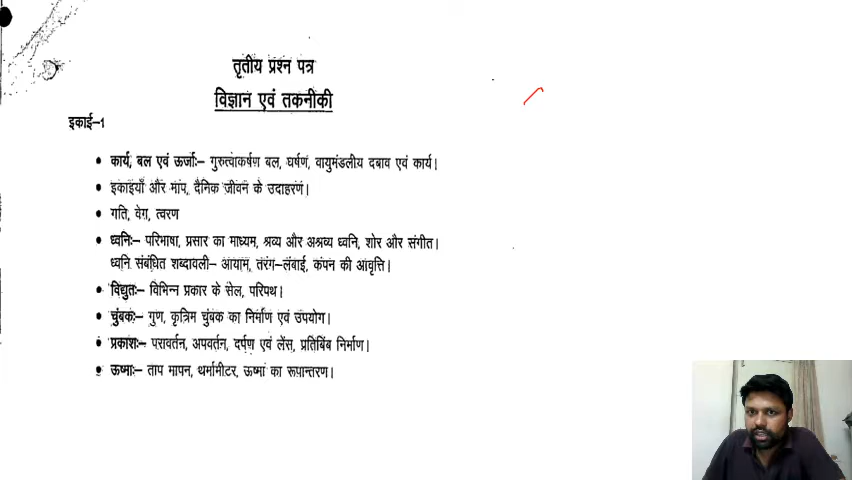 तृतीय प्रश्न पत्र
विज्ञान एवं तकनीकी
इकाई–1
• कार्य, बल एवं ऊर्जाः– गुरुत्वाकर्षण बल, घर्षण, वायुमंडलीय दबाव एवं कार्य।
• इकाइयाँ और माप, दैनिक जीवन के उदाहरण।
• गति, वेग, त्वरण
• ध्वनिः– परिभाषा, प्रसार का माध्यम, श्रव्य और अश्रव्य ध्वनि, शोर और संगीत।
ध्वनि संबंधित शब्दावली– आयाम, तरंग–लंबाई, कंपन की आवृत्ति।
• विद्युतः– विभिन्न प्रकार के सेल, परिपथ।
• चुंबकः– गुण, कृत्रिम चुंबक का निर्माण एवं उपयोग।
• प्रकाशः– परावर्तन, अपवर्तन, दर्पण एवं लेंस, प्रतिबिंब निर्माण।
• ऊष्माः– ताप मापन, थर्मामीटर, ऊष्मा का रूपान्तरण।